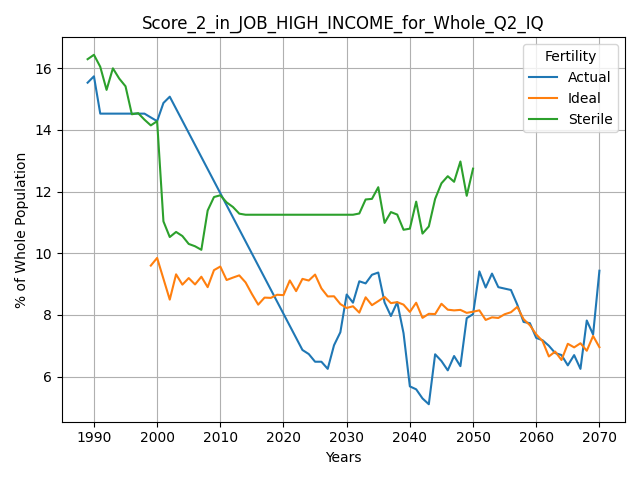 Score_2_in_JOB_HIGH_INCOME_for_Whole_Q2_IQ
Fertility
Actual
Ideal
Sterile
% of Whole Population
16
14
12
10
8
6
1990 2000 2010 2020 2030 2040 2050 2060 2070
Years